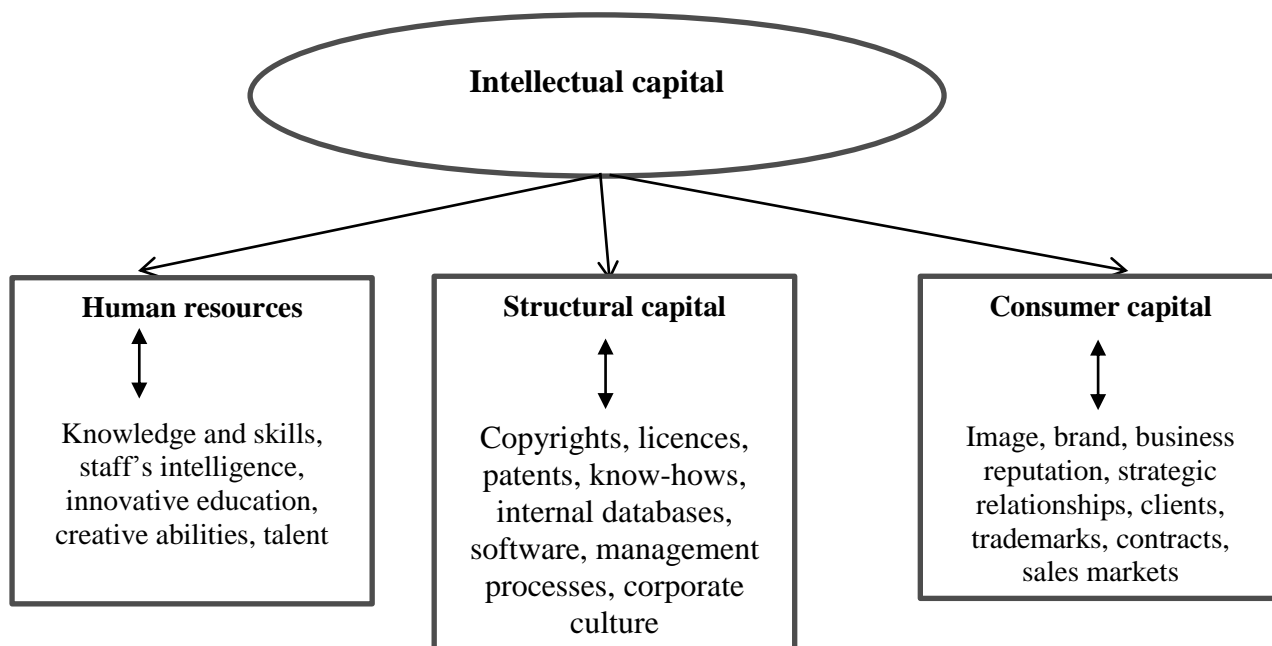 Intellectual capital
Human resources
Knowledge and skills,
staff’s intelligence,
innovative education,
creative abilities, talent
Structural capital
Copyrights, licences,
patents, know-hows,
internal databases,
software, management
processes, corporate
culture
Consumer capital
Image, brand, business
reputation, strategic
relationships, clients,
trademarks, contracts,
sales markets